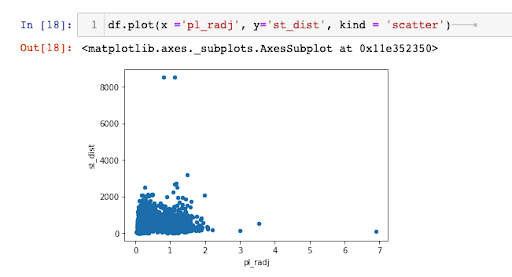 In [18]: 1 df.plot(x ='pl_radj', y='st_dist', kind = 'scatter')
Out[18]: <matplotlib.axes._subplots.AxesSubplot at 0x11e352350>
8000
6000
4000
2000
0
st_dist
0 1 2 3 4 5 6 7
pl_radj